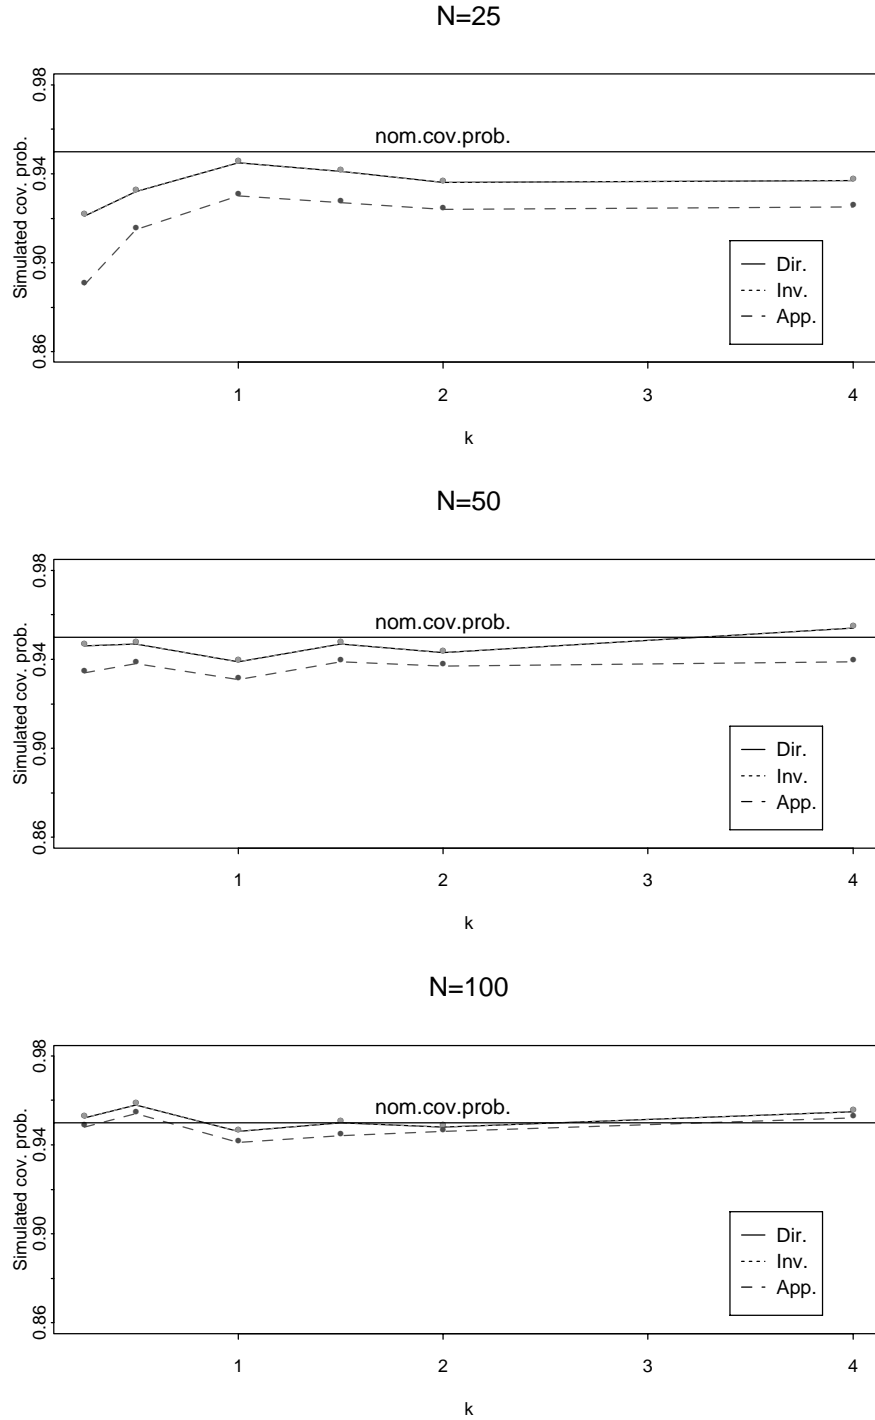 N=25
Simulated cov. prob.
0.98
0.94
0.90
0.86
nom.cov.prob.
Dir.
Inv.
App.
1 2 3 4
k
N=50
Simulated cov. prob.
0.98
0.94
0.90
0.86
nom.cov.prob.
Dir.
Inv.
App.
1 2 3 4
k
N=100
Simulated cov. prob.
0.98
0.94
0.90
0.86
nom.cov.prob.
Dir.
Inv.
App.
1 2 3 4
k